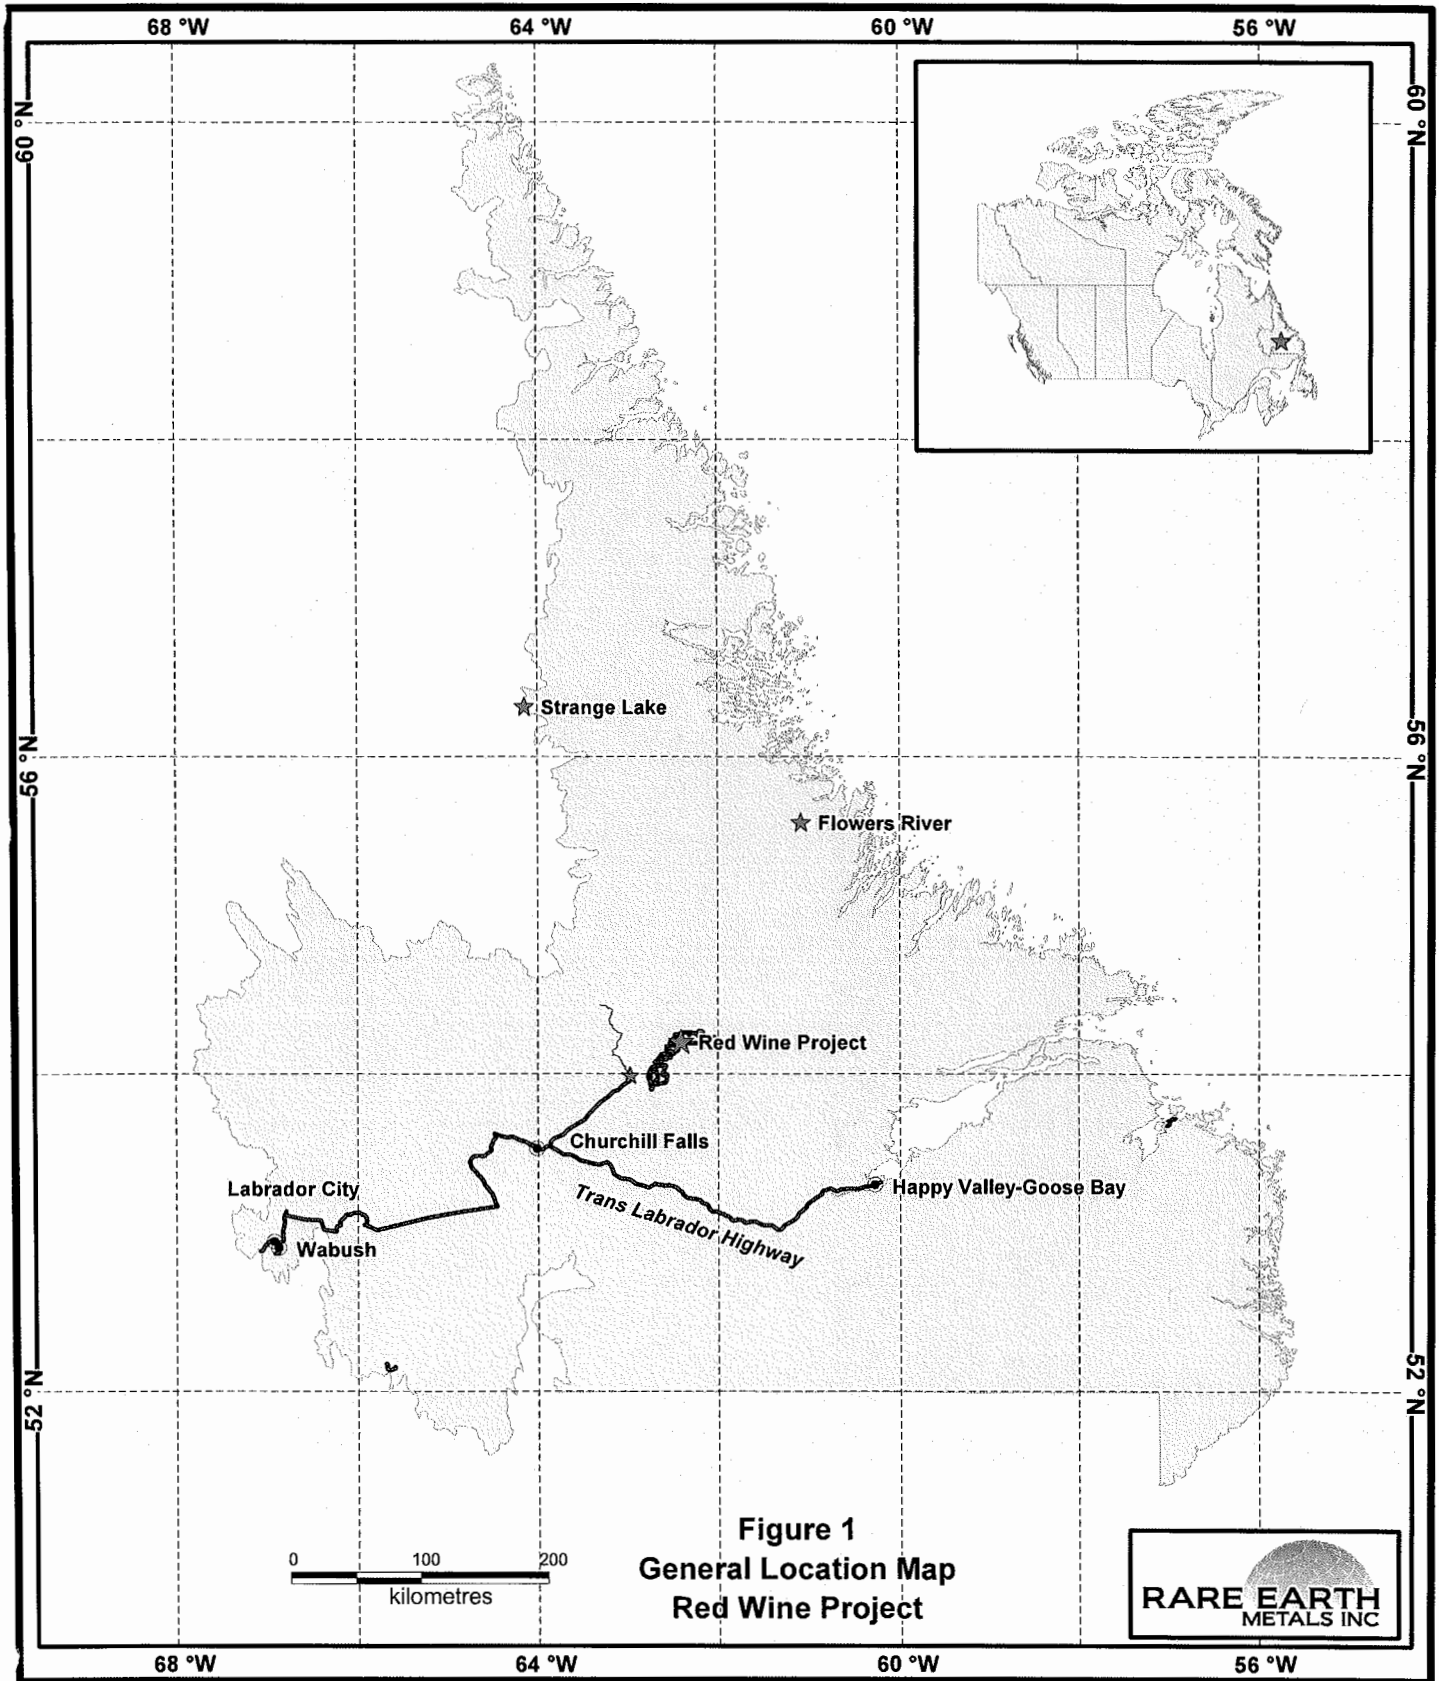 68 °W 64 °W 60 °W 56 °W
60 °N
60 °N
Strange Lake
56 °N
56 °N
Flowers River
Red Wine Project
Churchill Falls
Labrador City
Happy Valley-Goose Bay
Trans Labrador Highway
Wabush
52 °N
52 °N
Figure 1
General Location Map
Red Wine Project
0 100 200
kilometres
RARE EARTH
METALS INC
68 °W 64 °W 60 °W 56 °W